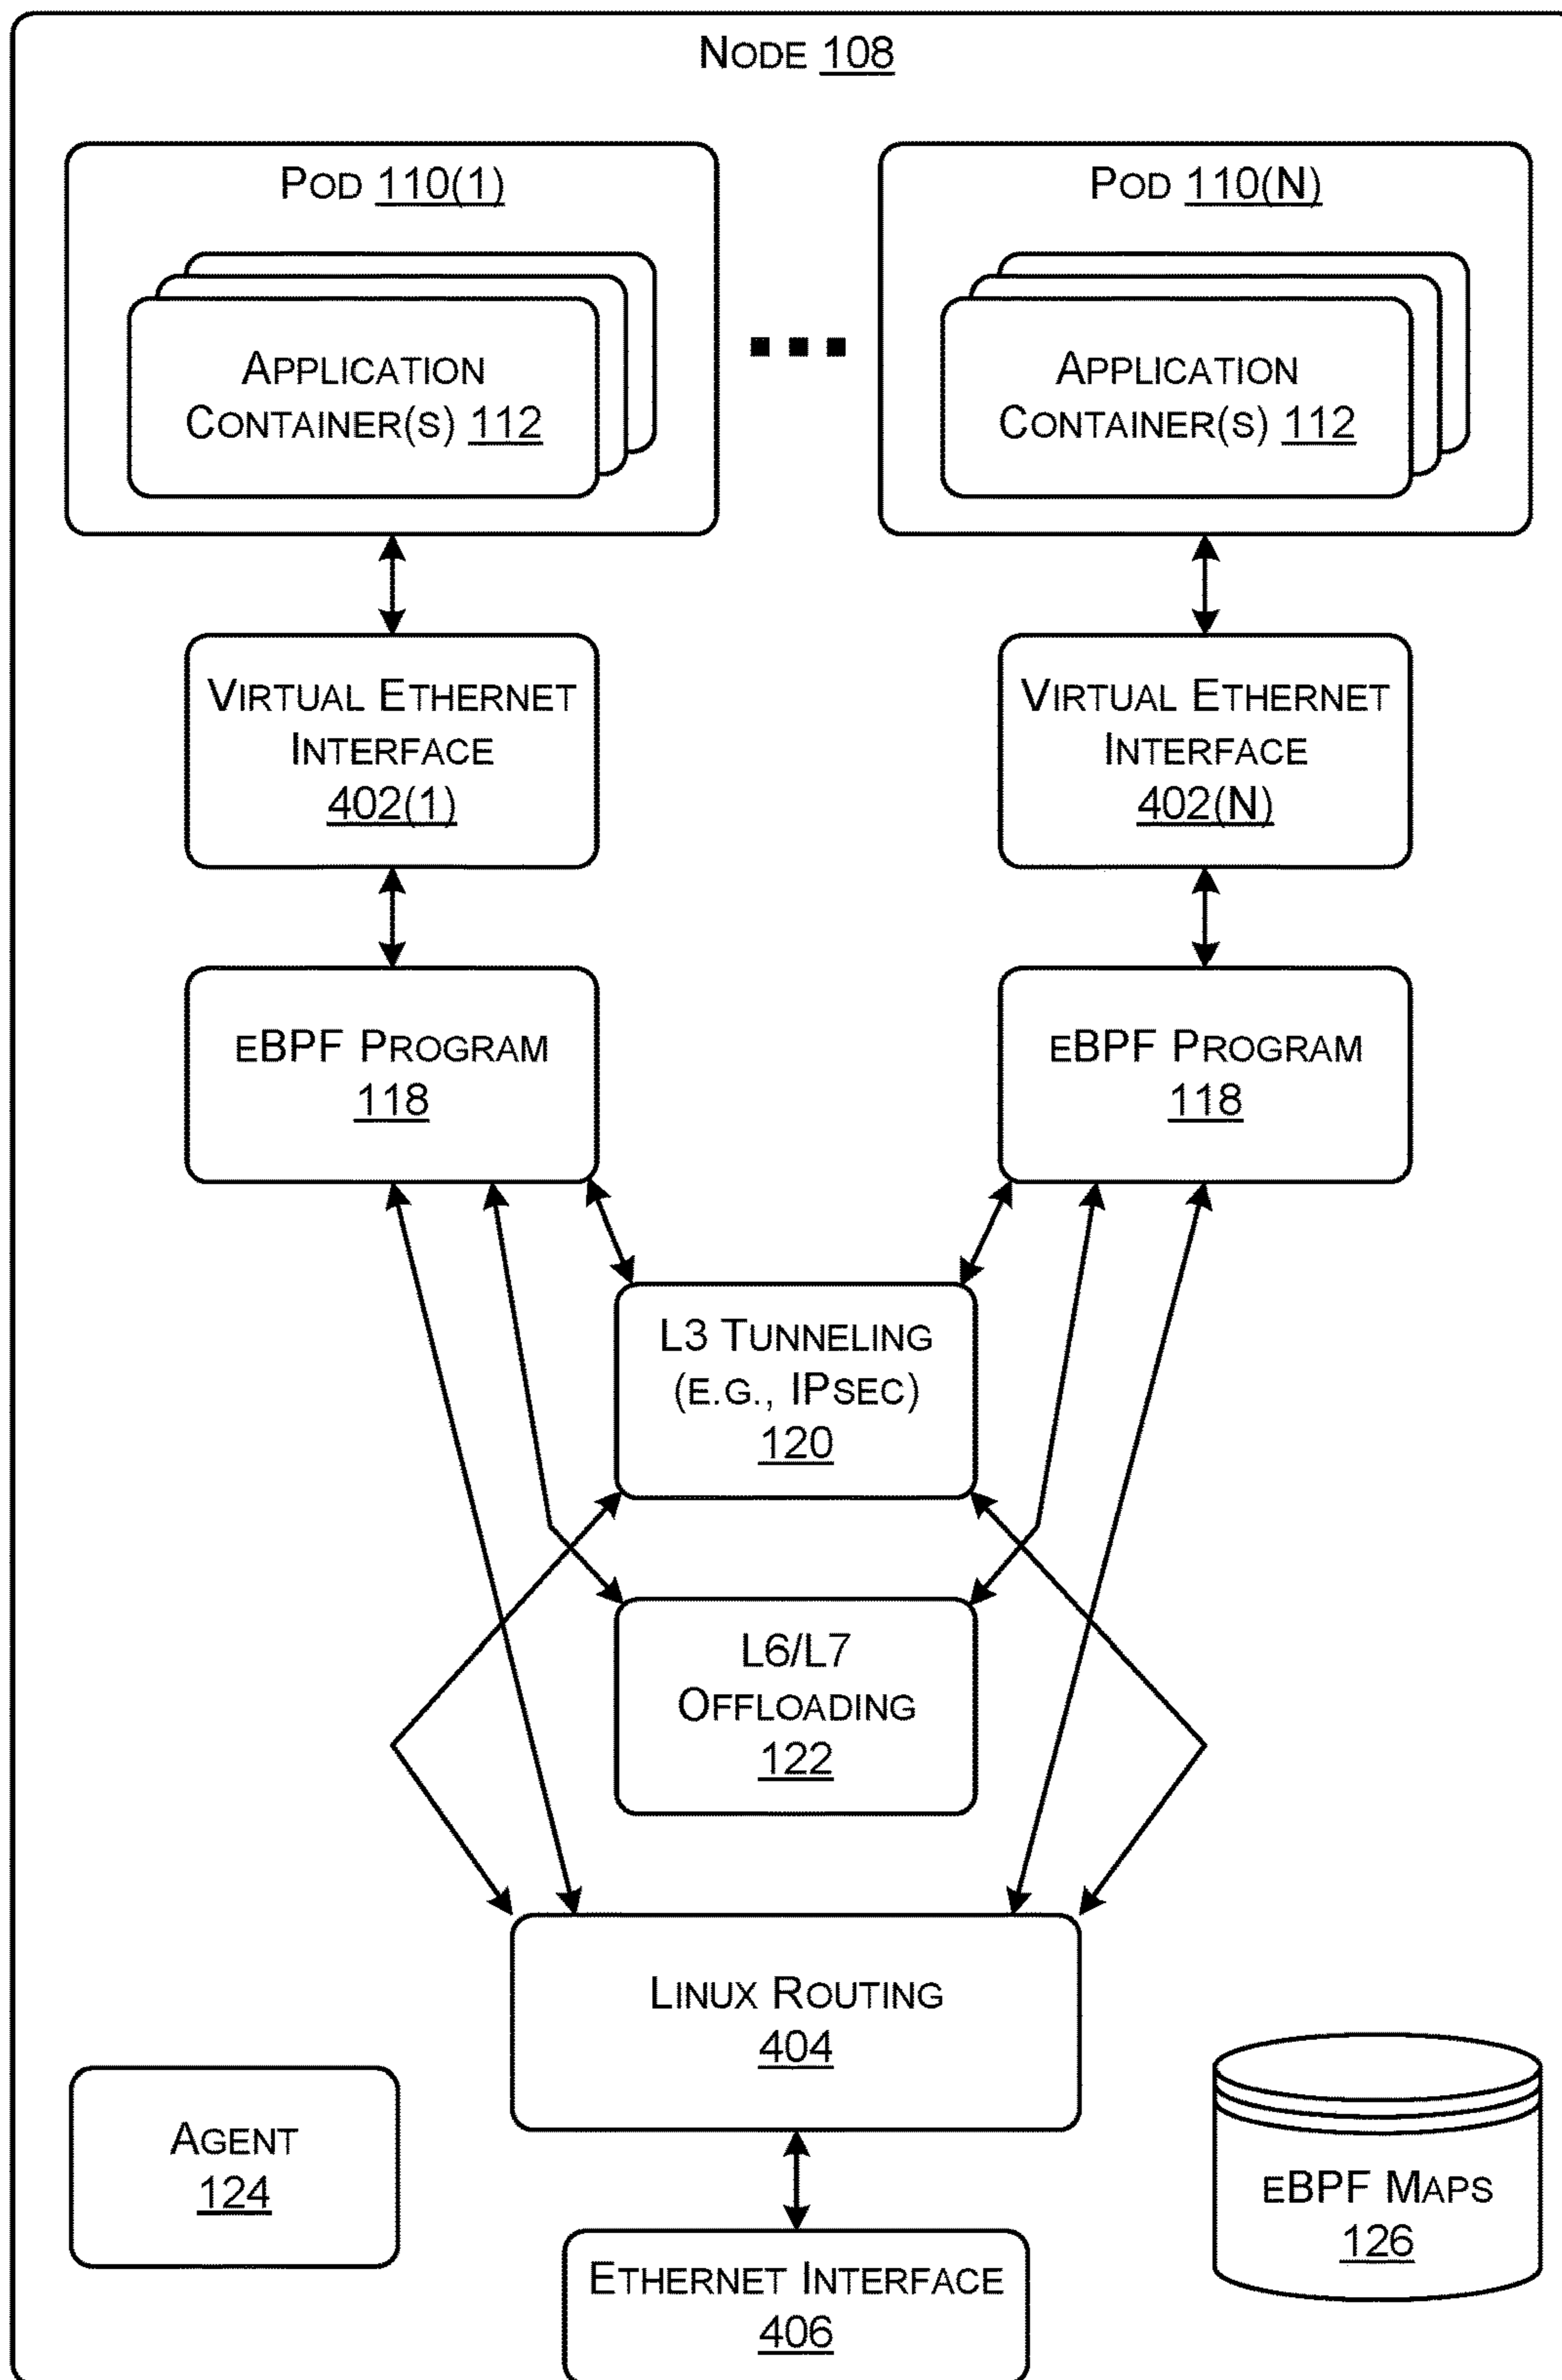 NODE 108
POD 110(1)
APPLICATION
CONTAINER(S) 112
POD 110(N)
APPLICATION
CONTAINER(S) 112
VIRTUAL ETHERNET
INTERFACE
402(1)
VIRTUAL ETHERNET
INTERFACE
402(N)
EBPF PROGRAM
118
EBPF PROGRAM
118
L3 TUNNELING
(E.G., IPSEC)
120
L6/L7
OFFLOADING
122
LINUX ROUTING
404
AGENT
124
EBPF MAPS
126
ETHERNET INTERFACE
406